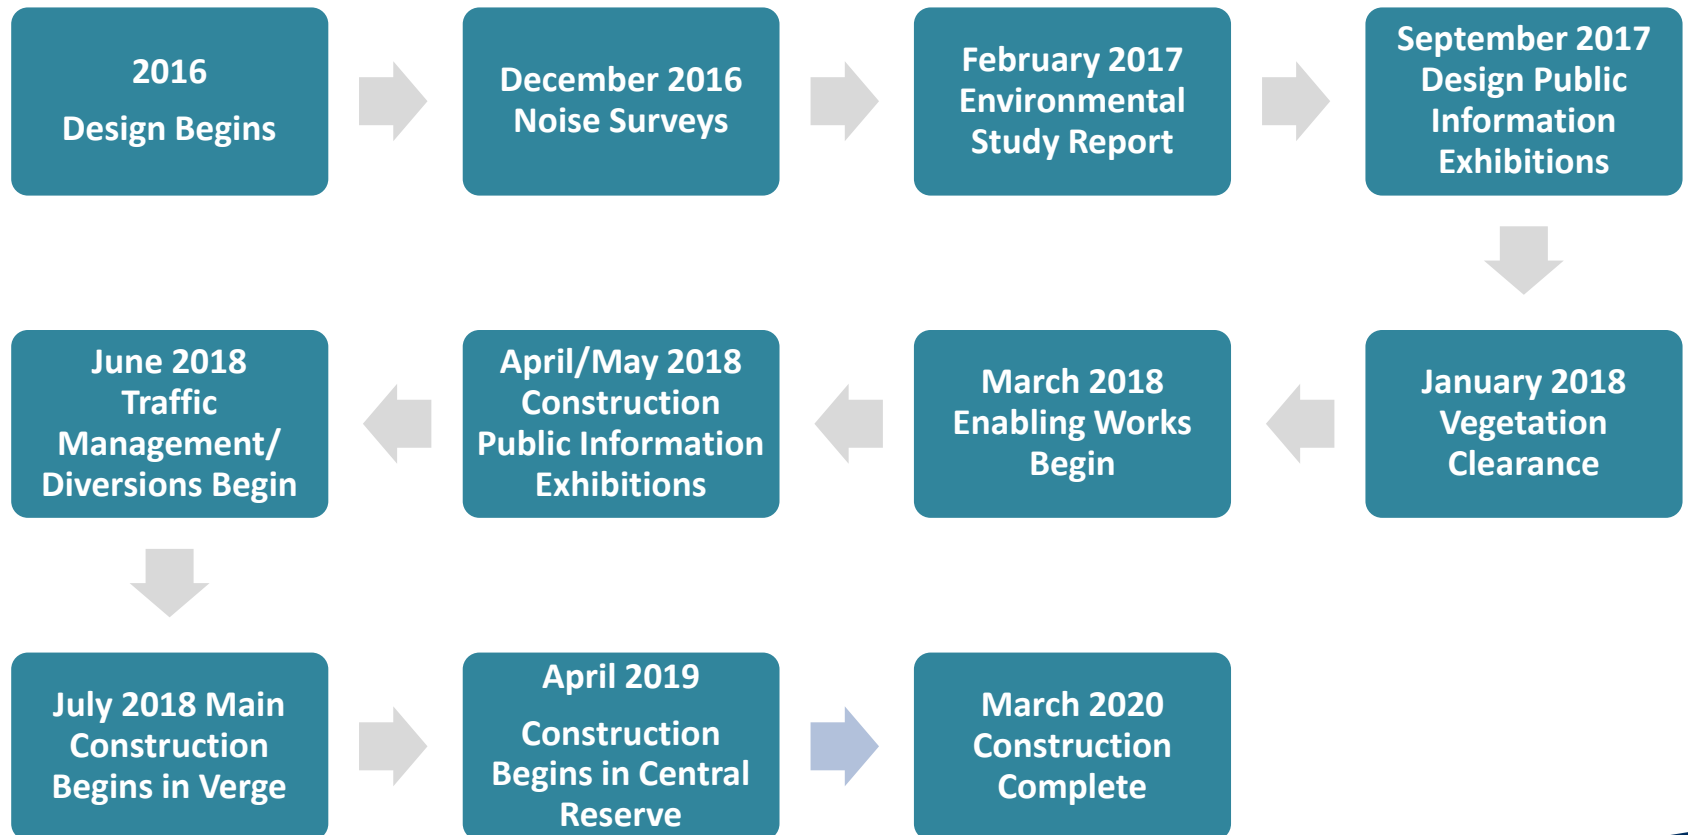 2016
Design Begins
December 2016
Noise Surveys
February 2017
Environmental
Study Report
September 2017
Design Public
Information
Exhibitions
January 2018
Vegetation
Clearance
March 2018
Enabling Works
Begin
April/May 2018
Construction
Public Information
Exhibitions
June 2018
Traffic
Management/
Diversions Begin
July 2018 Main
Construction
Begins in Verge
April 2019
Construction
Begins in Central
Reserve
March 2020
Construction
Complete